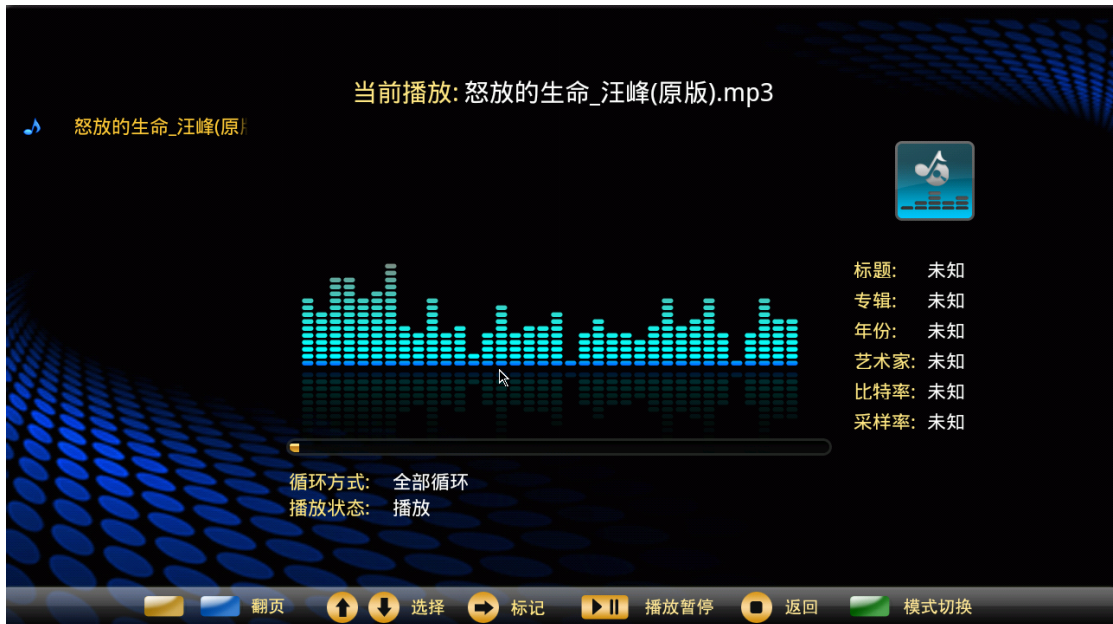 当前播放: 怒放的生命_汪峰(原版).mp3
怒放的生命_汪峰(原
标题: 未知
专辑: 未知
年份: 未知
艺术家: 未知
比特率: 未知
采样率: 未知
循环方式: 全部循环
播放状态: 播放
翻页 选择 标记 播放暂停 返回 模式切换